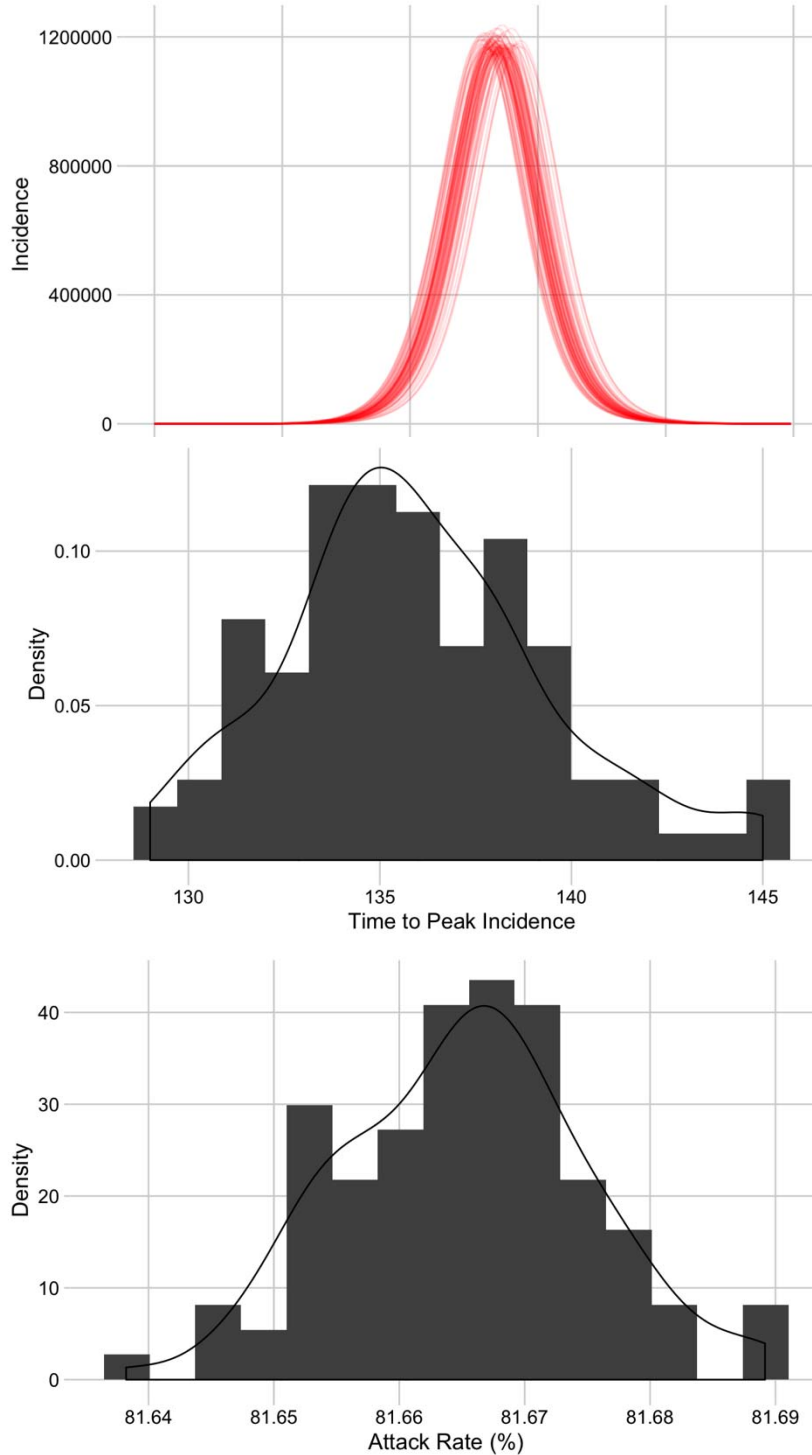 1200000
800000
400000
0
Incidence
0.10
0.05
0.00
Density
130 135 140 145
Time to Peak Incidence
40
30
20
10
0
Density
81.64 81.65 81.66 81.67 81.68 81.69
Attack Rate (%)